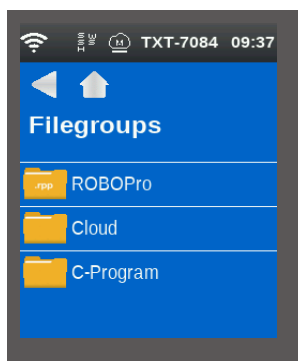 M TXT-7084 09:37
Filegroups
.rpp ROBOPro
Cloud
C-Program